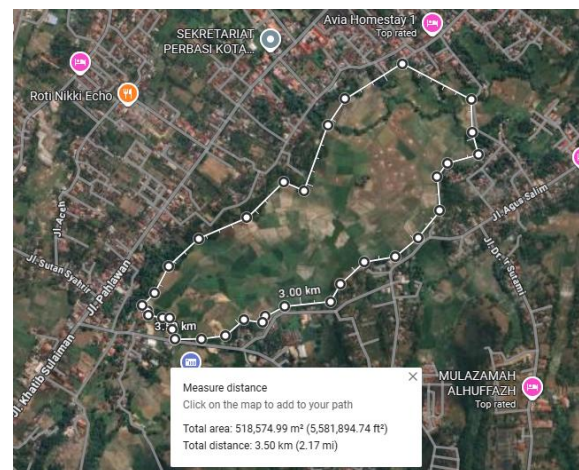 Avia Homestay 1
Top rated
SEKRETARIAT
PERBASI KOTA...
Roti Nikki Echo
Jl. Aceh
Jl. Agus Salim
Jl. Sutan Syahrir
Jl. Pahlawan
Jl. Dr. Ir Sutami
3.00 km
km
Jl. Khatib Sulaiman
MULAZAMAH
ALHUFFAZH
Top rated
Measure distance
Click on the map to add to your path
Total area: 518,574.99 m² (5,581,894.74 ft²)
Total distance: 3.50 km (2.17 mi)